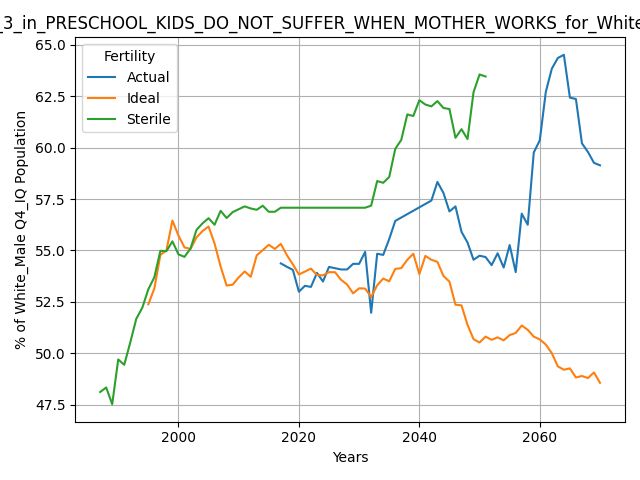 _3_in_PRESCHOOL_KIDS_DO_NOT_SUFFER_WHEN_MOTHER_WORKS_for_White
Fertility
Actual
Ideal
Sterile
% of White_Male Q4_IQ Population
65.0
62.5
60.0
57.5
55.0
52.5
50.0
47.5
2000
2020
2040
2060
Years